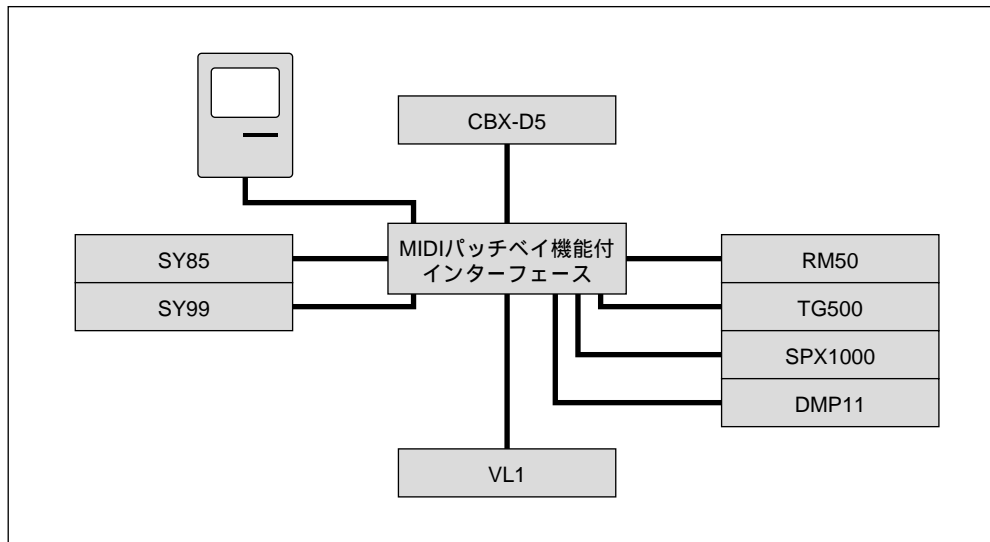 CBX-D5
MIDIパッチベイ機能付
インターフェース
SY85
SY99
RM50
TG500
SPX1000
DMP11
VL1